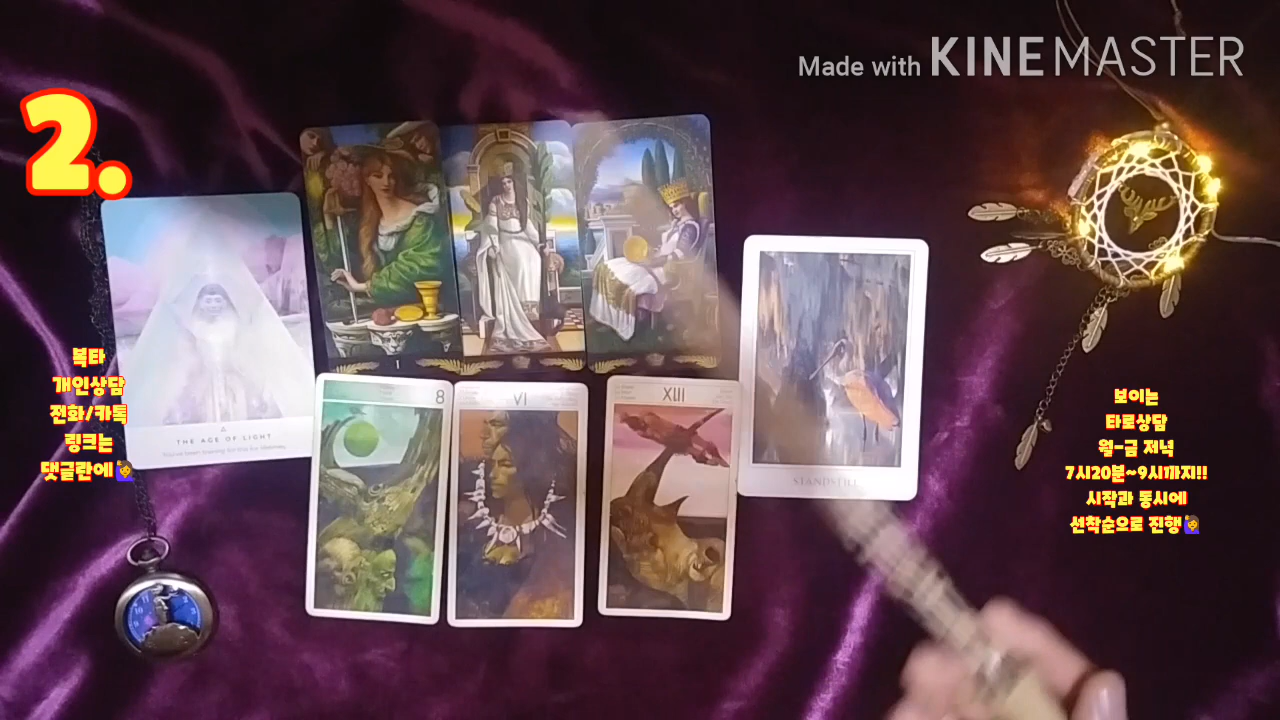 Made with KINEMASTER
2.
복타
개인상담
전화/카톡
링크는
댓글란에
THE AGE OF LIGHT
I
8
VI
XIII
STANDSTILL
보이는
타로상담
월-금 저녁
7시20분~9시까지!!
시작과 동시에
선착순으로 진행